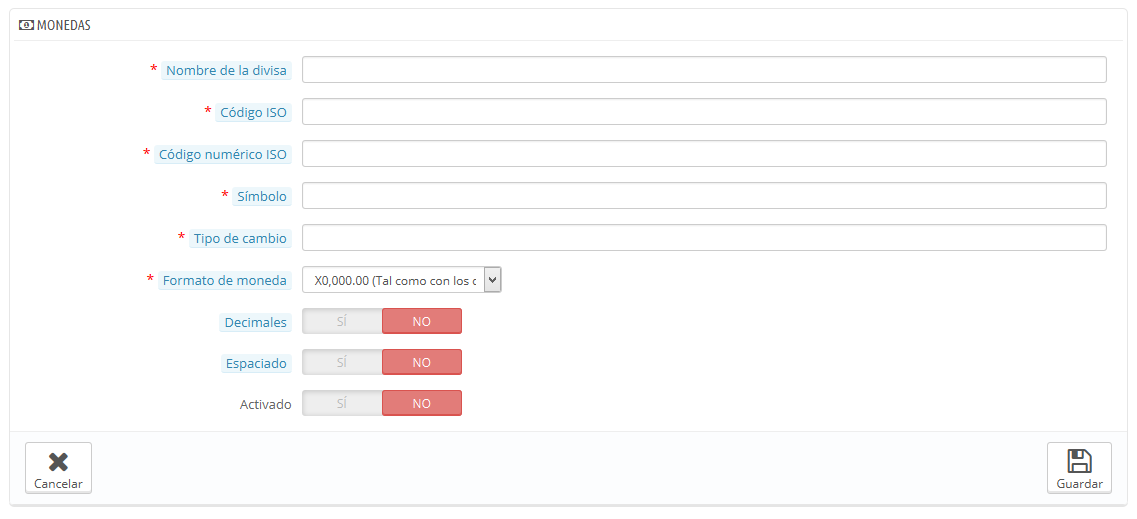 MONEDAS
* Nombre de la divisa
* Código ISO
* Código numérico ISO
* Símbolo
* Tipo de cambio
* Formato de moneda X0,000.00 (Tal como con los
Decimales SÍ NO
Espaciado SÍ NO
Activado SÍ NO
Cancelar Guardar